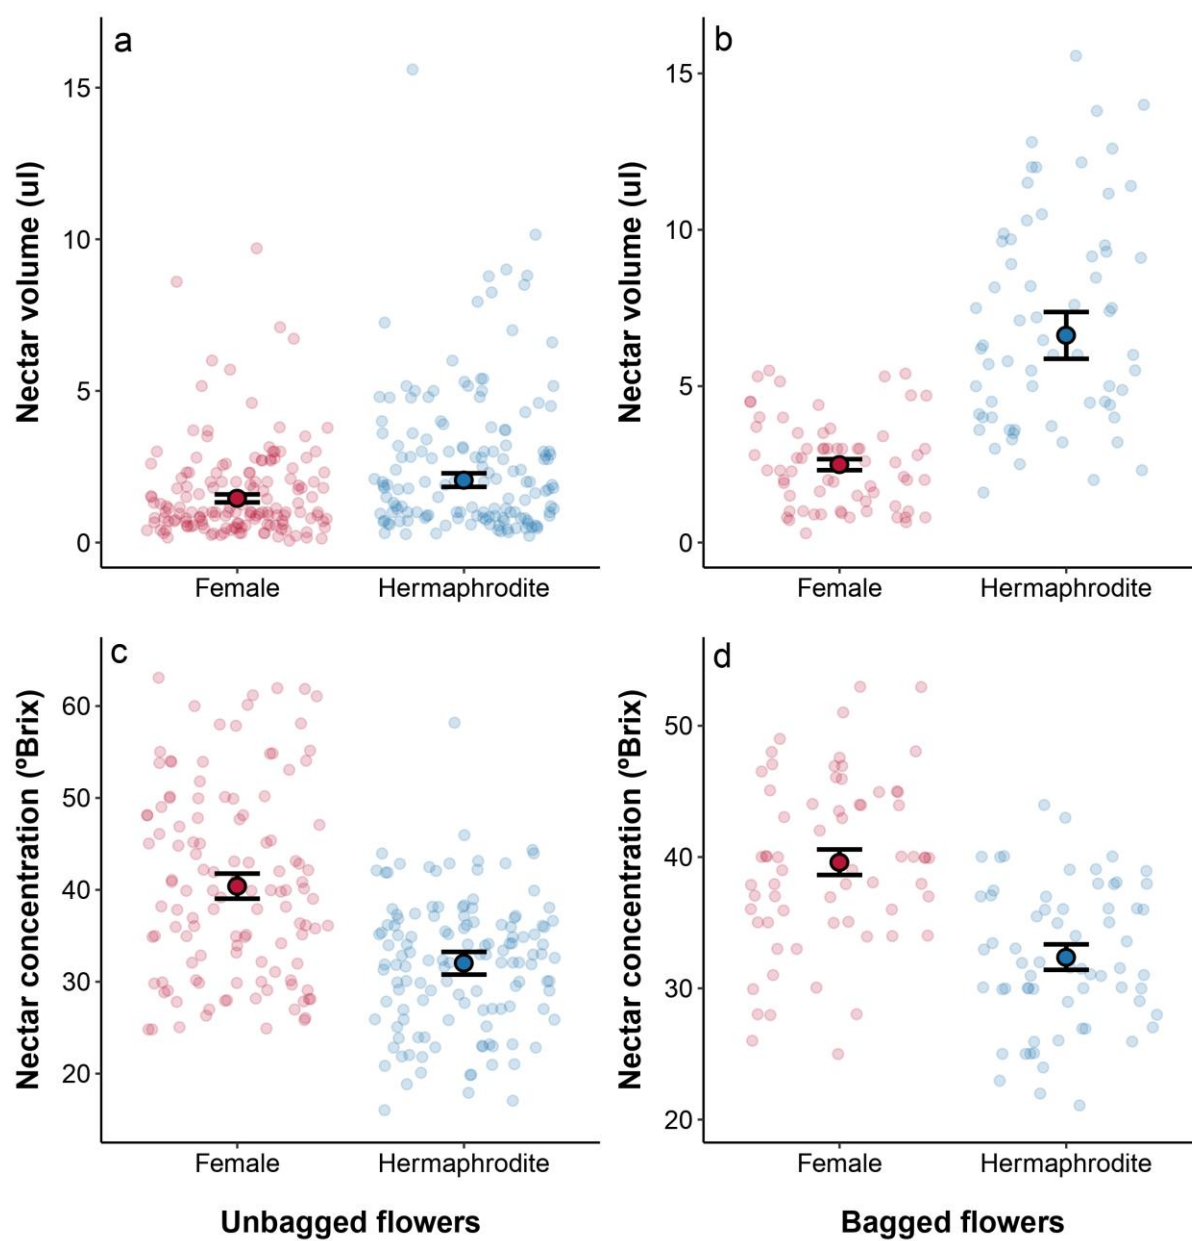 a
Nectar volume (ul)
15
10
5
0
Female
Hermaphrodite
b
Nectar volume (ul)
15
10
5
0
Female
Hermaphrodite
c
Nectar concentration (ºBrix)
60
50
40
30
20
Female
Hermaphrodite
Unbagged flowers
d
Nectar concentration (ºBrix)
50
40
30
20
Female
Hermaphrodite
Bagged flowers